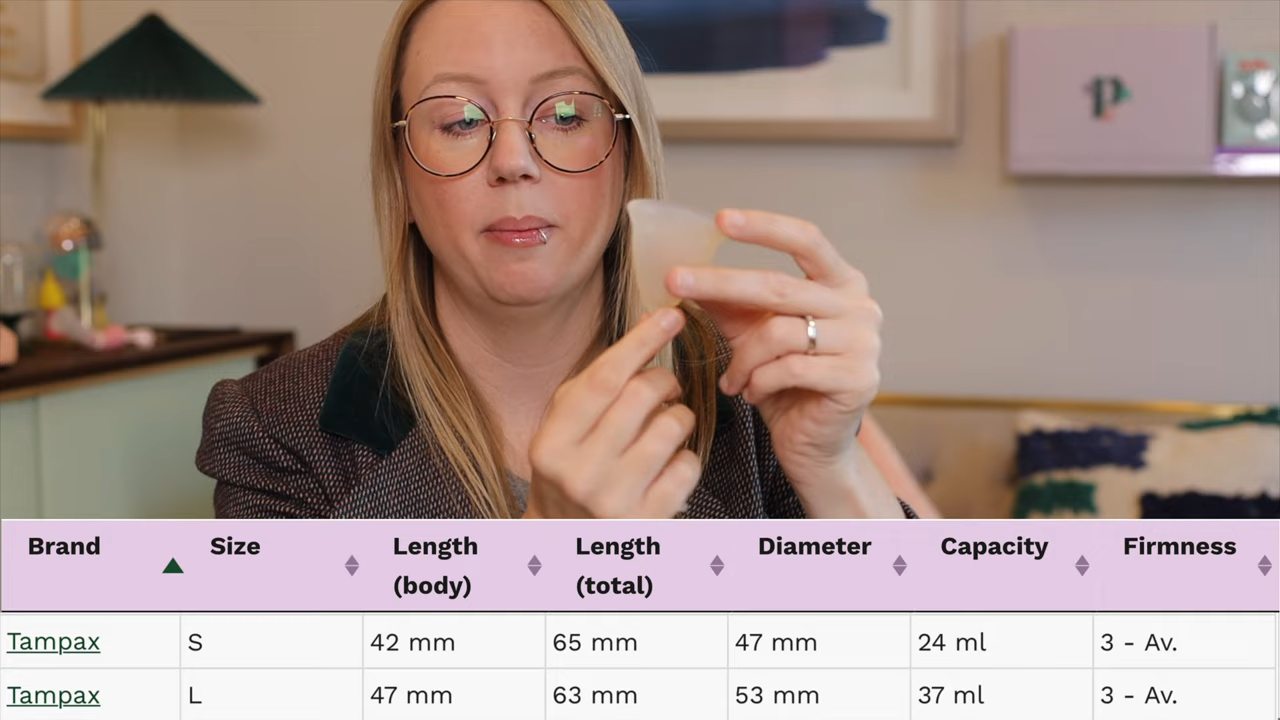 P
Brand Size Length (body) Length (total) Diameter Capacity Firmness
Tampax S 42 mm 65 mm 47 mm 24 ml 3 - Av.
Tampax L 47 mm 63 mm 53 mm 37 ml 3 - Av.